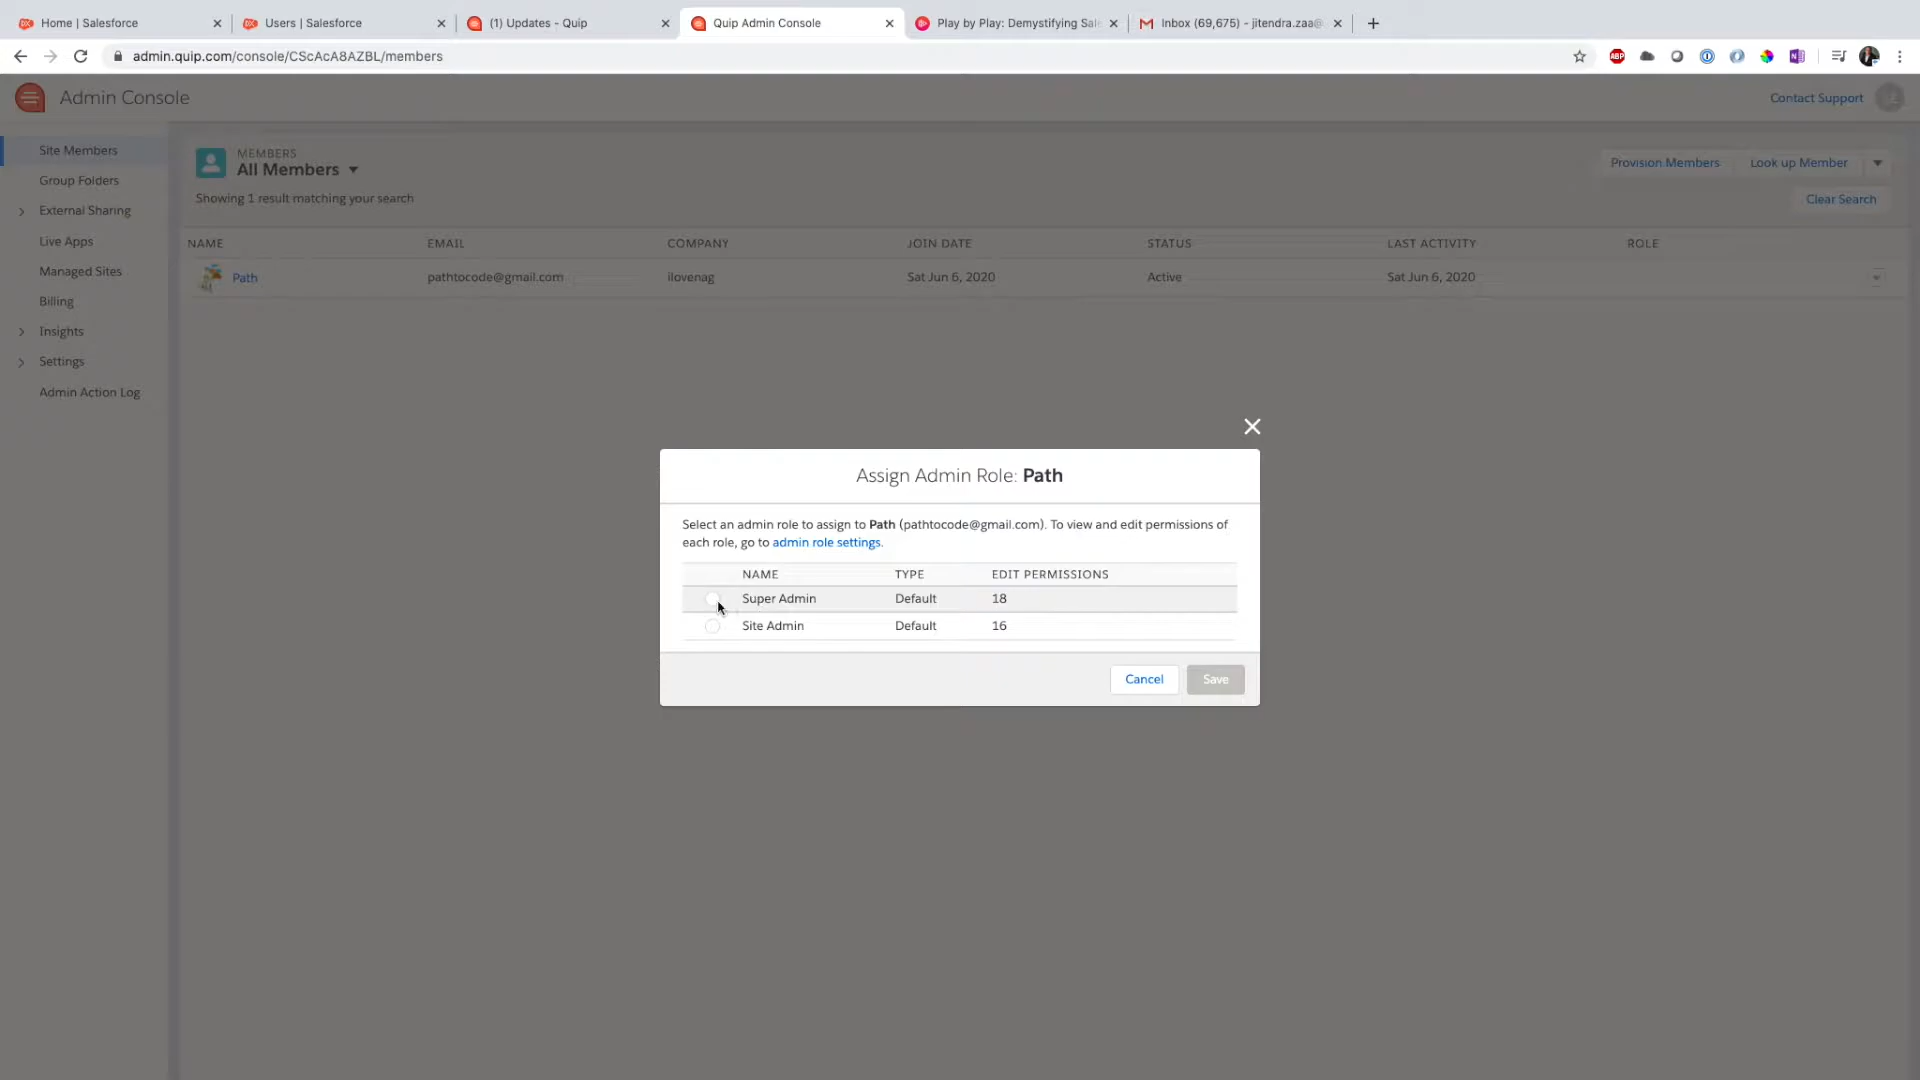 Home | Salesforce
Users | Salesforce
(1) Updates - Quip
Quip Admin Console
Play by Play: Demystifying Sal
Inbox (69,675) - jitendra.zaa@
admin.quip.com/console/CScAcA8AZBL/members
ABP
Admin Console
Contact Support
Site Members
Group Folders
External Sharing
Live Apps
Managed Sites
Billing
Insights
Settings
Admin Action Log
MEMBERS
All Members
Showing 1 result matching your search
Provision Members
Look up Member
Clear Search
NAME EMAIL COMPANY JOIN DATE STATUS LAST ACTIVITY ROLE
Path pathtocode@gmail.com ilovenag Sat Jun 6, 2020 Active Sat Jun 6, 2020
Assign Admin Role: Path
Select an admin role to assign to Path (pathtocode@gmail.com). To view and edit permissions of
each role, go to admin role settings.
NAME TYPE EDIT PERMISSIONS
Super Admin Default 18
Site Admin Default 16
Cancel
Save